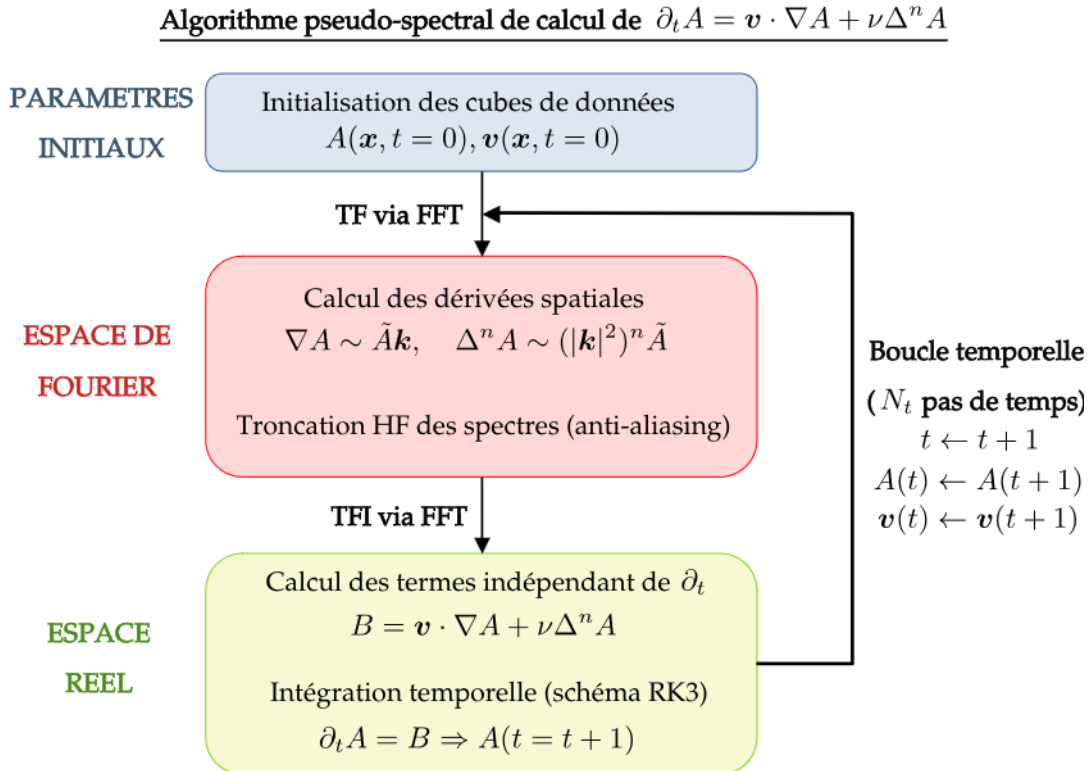 Algorithme pseudo-spectral de calcul de ∂ₜA = 𝒗 · ∇A + νΔⁿA
PARAMETRES
INITIAUX
Initialisation des cubes de données
A(𝒙, t = 0), 𝒗(𝒙, t = 0)
TF via FFT
ESPACE DE
FOURIER
Calcul des dérivées spatiales
∇A ∼ Ã𝒌, ΔⁿA ∼ (|𝒌|²)ⁿÃ
Troncation HF des spectres (anti-aliasing)
TFI via FFT
ESPACE
REEL
Calcul des termes indépendant de ∂ₜ
B = 𝒗 · ∇A + νΔⁿA
Intégration temporelle (schéma RK3)
∂ₜA = B ⇒ A(t = t + 1)
Boucle temporelle
(Nₜ pas de temps)
t ← t + 1
A(t) ← A(t + 1)
𝒗(t) ← 𝒗(t + 1)